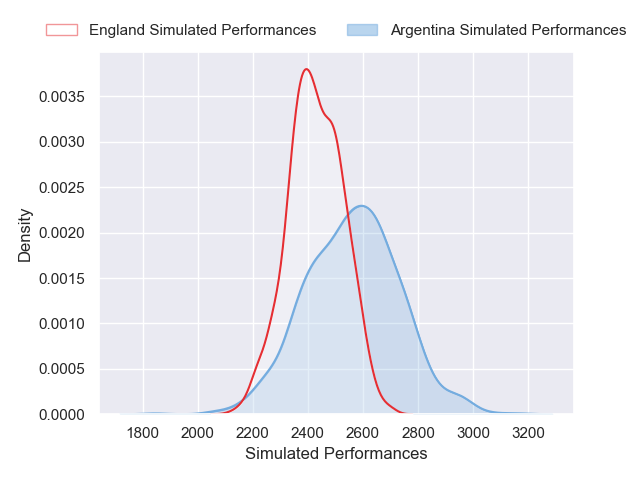 England Simulated Performances Argentina Simulated Performances
0.0035
0.0030
0.0025
0.0020
0.0015
0.0010
0.0005
0.0000
Density
1800 2000 2200 2400 2600 2800 3000 3200
Simulated Performances